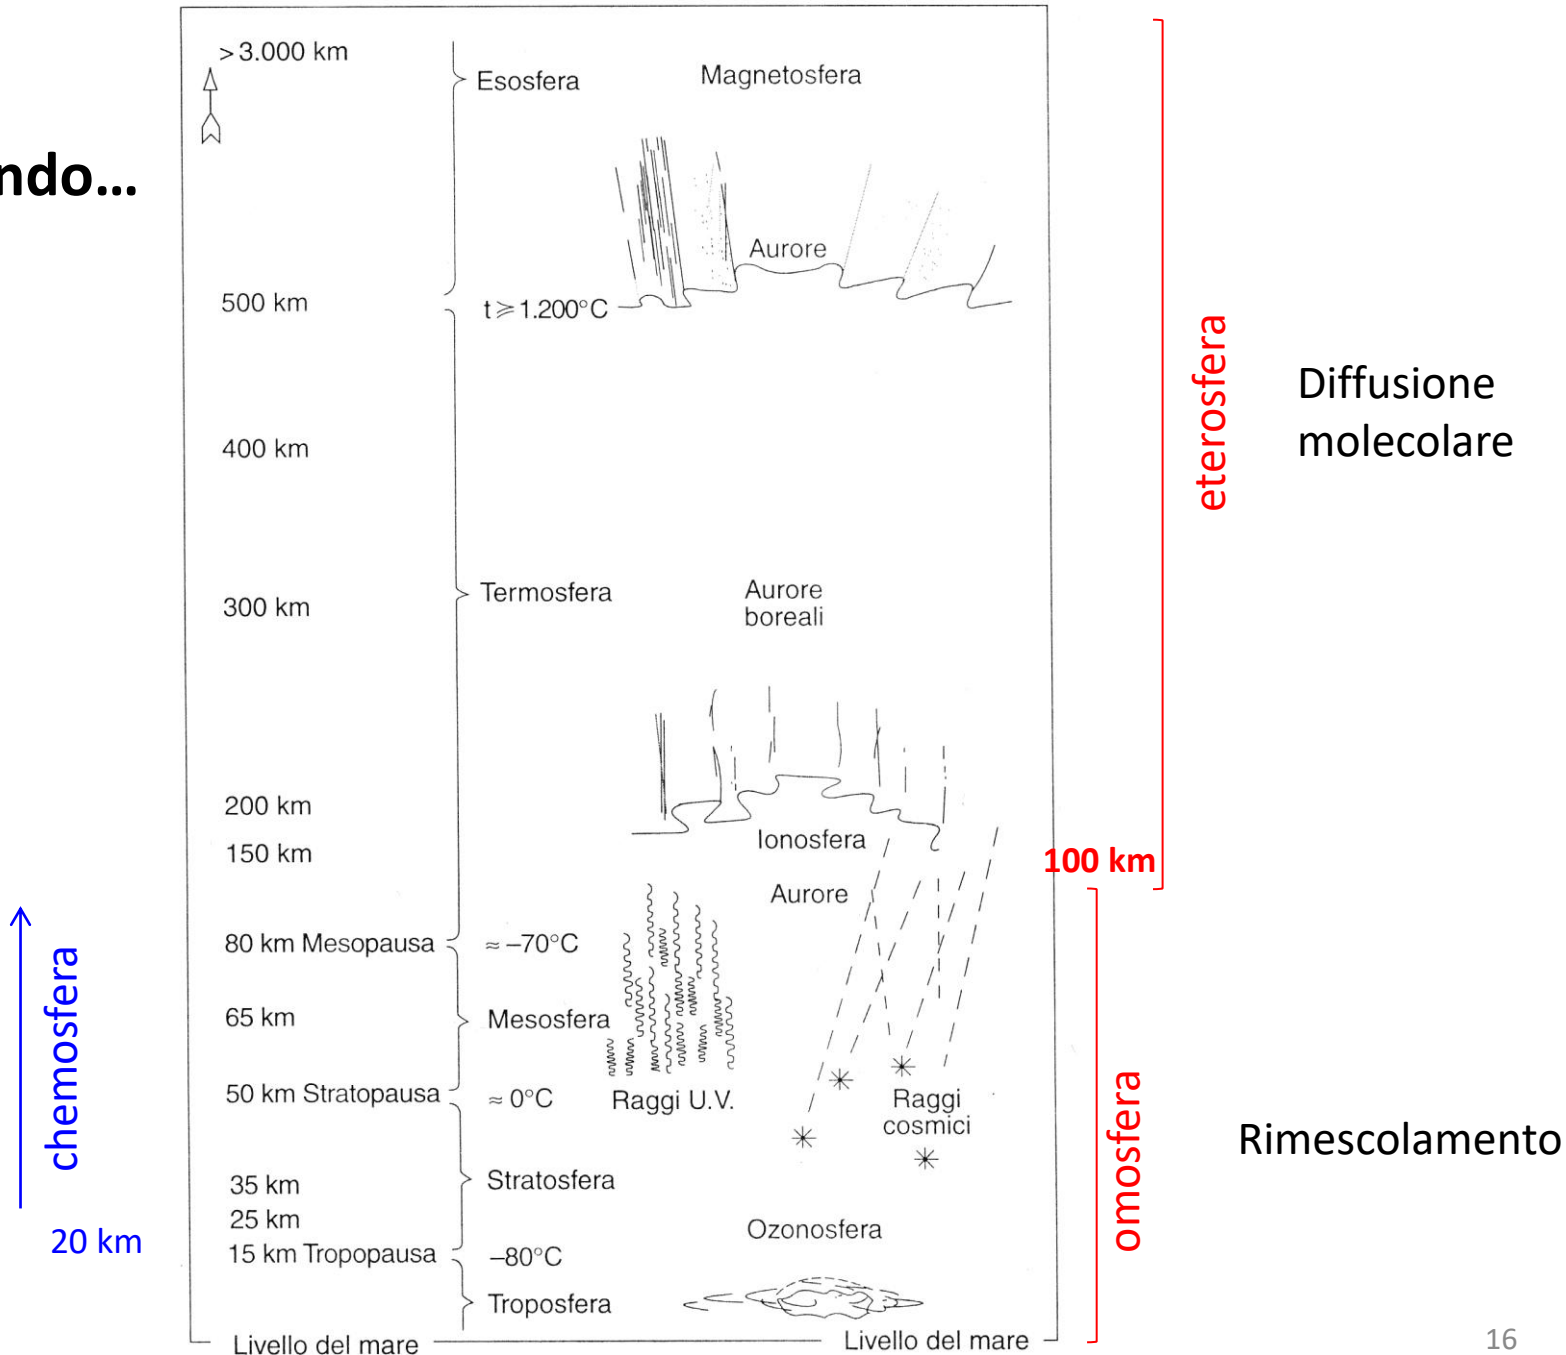 ndo…
> 3.000 km
Esosfera
Magnetosfera
Aurore
500 km
t ⩾ 1.200°C
eterosfera
Diffusione
molecolare
400 km
300 km
Termosfera
Aurore
boreali
200 km
150 km
Ionosfera
100 km
Aurore
80 km Mesopausa
≈ –70°C
chemosfera
65 km
Mesosfera
50 km Stratopausa
≈ 0°C
Raggi U.V.
Raggi
cosmici
omosfera
Rimescolamento
35 km
Stratosfera
25 km
20 km
Ozonosfera
15 km Tropopausa
–80°C
Troposfera
Livello del mare
Livello del mare
16